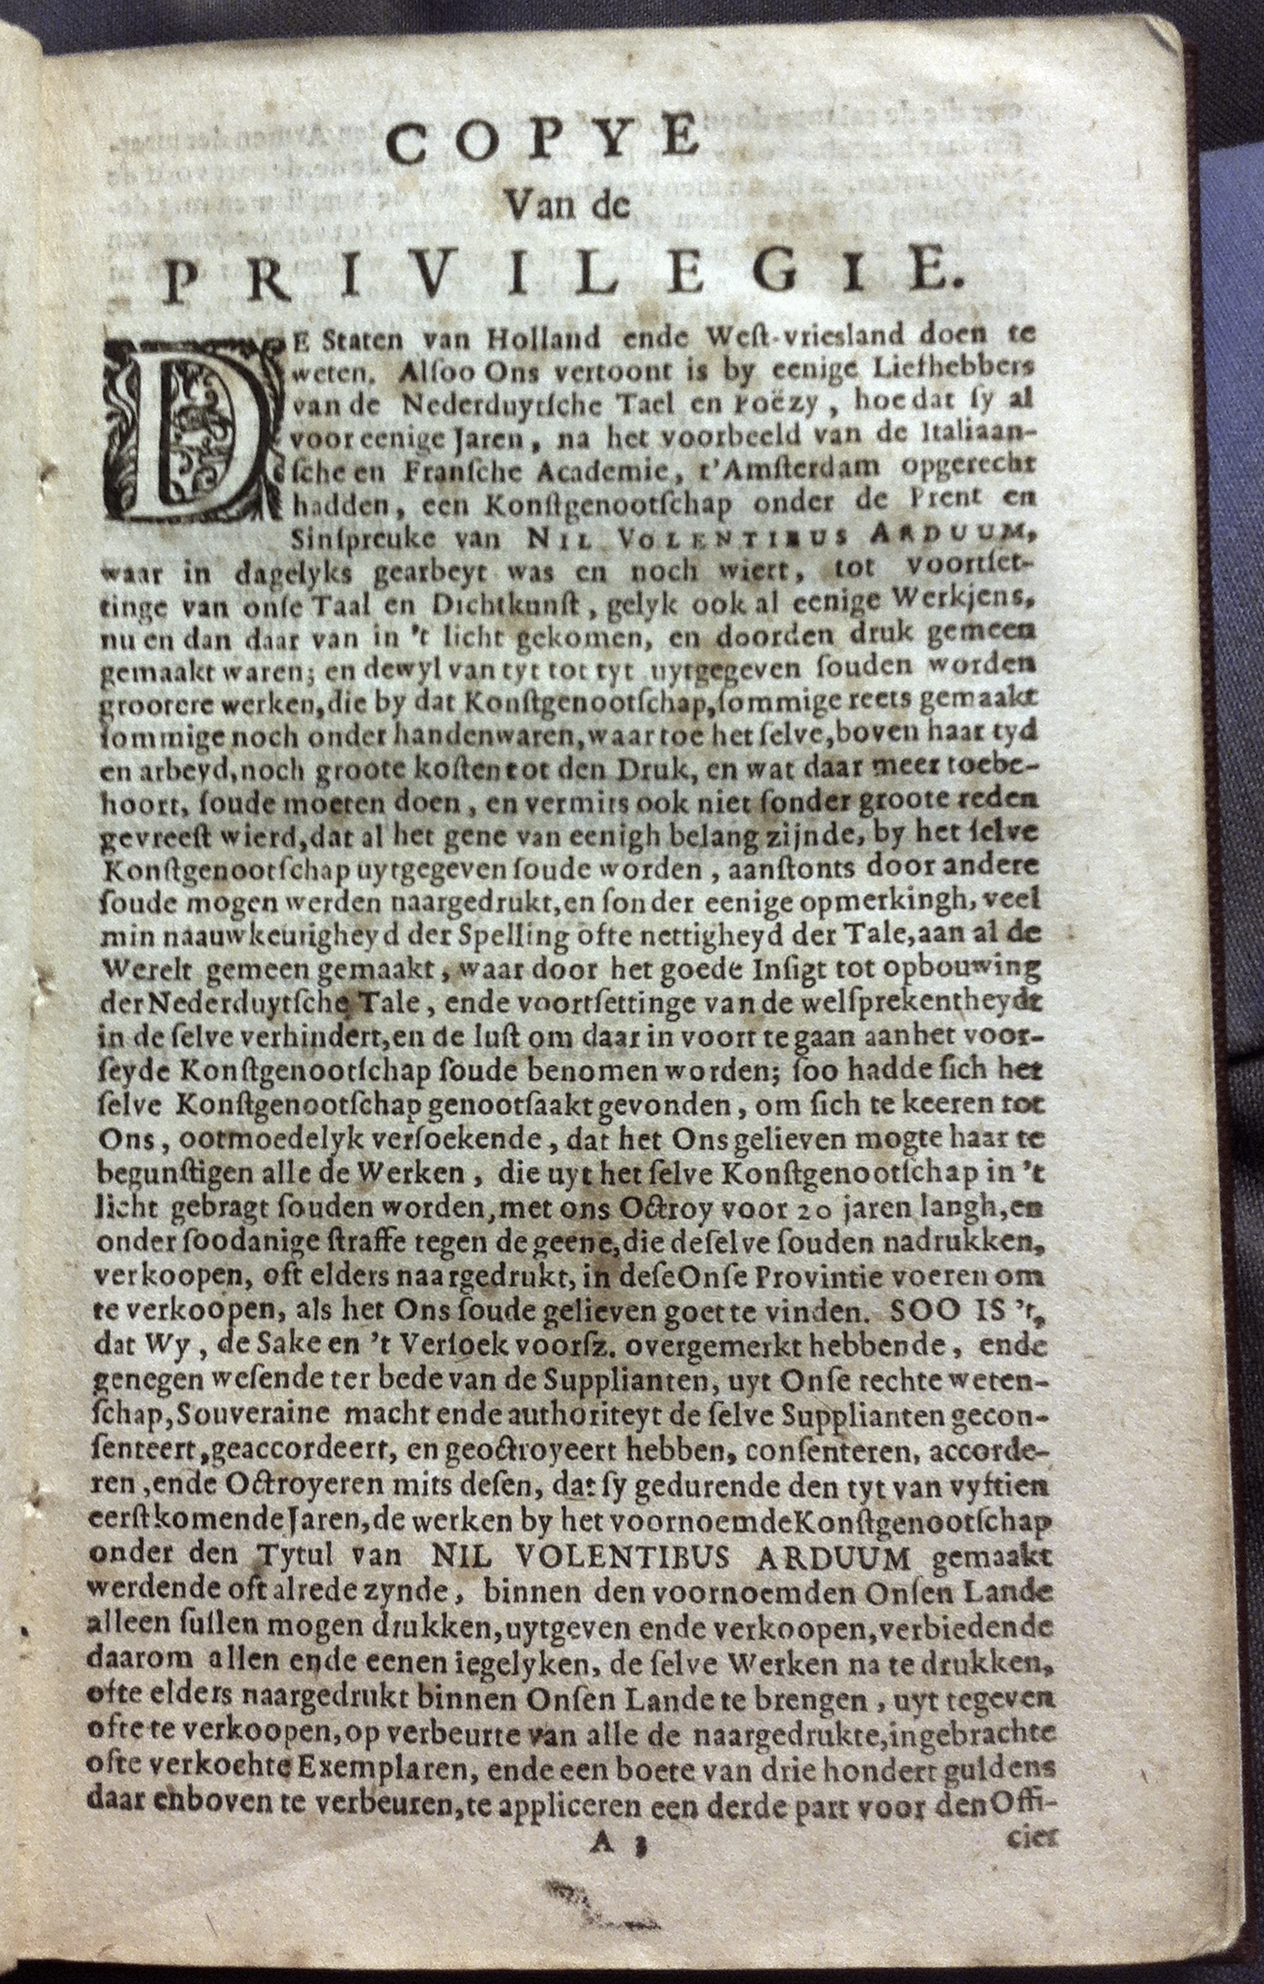 COPYE
Van de
PRIVILEGIE.
DE Staten van Holland ende Weſt-vriesland doen te
weten. Alſoo Ons vertoont is by eenige Liefhebbers
van de Nederduytſche Tael en Poëzy, hoe dat ſy al
voor eenige Jaren, na het voorbeeld van de Italiaan-
ſche en Franſche Academie, t'Amſterdam opgerecht
hadden, een Konſtgenootſchap onder de Prent en
Sinſpreuke van NIL VOLENTIBUS ARDUUM,
waar in dagelyks gearbeyt was en noch wiert, tot voortſet-
tinge van onſe Taal en Dichtkunſt, gelyk ook al eenige Werkjens,
nu en dan daar van in 't licht gekomen, en door den druk gemeen
gemaakt waren; en dewyl van tyt tot tyt uytgegeven ſouden worden
grootere werken, die by dat Konſtgenootſchap, ſommige reets gemaakt
ſommige noch onder handen waren, waar toe het ſelve, boven haar tyd
en arbeyd, noch groote koſten tot den Druk, en wat daar meer toebe-
hoort, ſoude moeten doen, en vermits ook niet ſonder groote reden
gevreeſt wierd, dat al het gene van eenigh belang zijnde, by het ſelve
Konſtgenootſchap uytgegeven ſoude worden, aanſtonts door andere
ſoude mogen werden naargedrukt, en ſonder eenige opmerkingh, veel
min naauwkeurigheyd der Spelling ofte nettigheyd der Tale, aan al de
Werelt gemeen gemaakt, waar door het goede Inſigt tot opbouwing
der Nederduytſche Tale, ende voortſettinge van de welſprekentheydt
in de ſelve verhindert, en de luſt om daar in voort te gaan aan het voor-
ſeyde Konſtgenootſchap ſoude benomen worden; ſoo hadde ſich het
ſelve Konſtgenootſchap genootſaakt gevonden, om ſich te keeren tot
Ons, ootmoedelyk verſoekende, dat het Ons gelieven mogte haar te
begunſtigen alle de Werken, die uyt het ſelve Konſtgenootſchap in 't
licht gebragt ſouden worden, met ons Octroy voor 20 jaren langh, en
onder ſoodanige ſtraffe tegen de geene, die deſelve ſouden nadrukken,
verkoopen, oft elders naargedrukt, in deſe Onſe Provintie voeren om
te verkoopen, als het Ons ſoude gelieven goet te vinden. SOO IS 't,
dat Wy, de Sake en 't Verſoek voorſz. overgemerkt hebbende, ende
genegen weſende ter bede van de Supplianten, uyt Onſe rechte weten-
ſchap, Souveraine macht ende authoriteyt de ſelve Supplianten gecon-
ſenteert, geaccordeert, en geoctroyeert hebben, conſenteren, accorde-
ren, ende Octroyeren mits deſen, dat ſy gedurende den tyt van vyftien
eerſtkomende Jaren, de werken by het voornoemde Konſtgenootſchap
onder den Tytul van NIL VOLENTIBUS ARDUUM gemaakt
werdende oft alrede zynde, binnen den voornoemden Onſen Lande
alleen ſullen mogen drukken, uytgeven ende verkoopen, verbiedende
daarom allen ende eenen iegelyken, de ſelve Werken na te drukken,
ofte elders naargedrukt binnen Onſen Lande te brengen, uyt te geven
ofte te verkoopen, op verbeurte van alle de naargedrukte, ingebrachte
ofte verkochte Exemplaren, ende een boete van drie hondert guldens
daar enboven te verbeuren, te appliceren een derde part voor den Offi-
A 3 cier